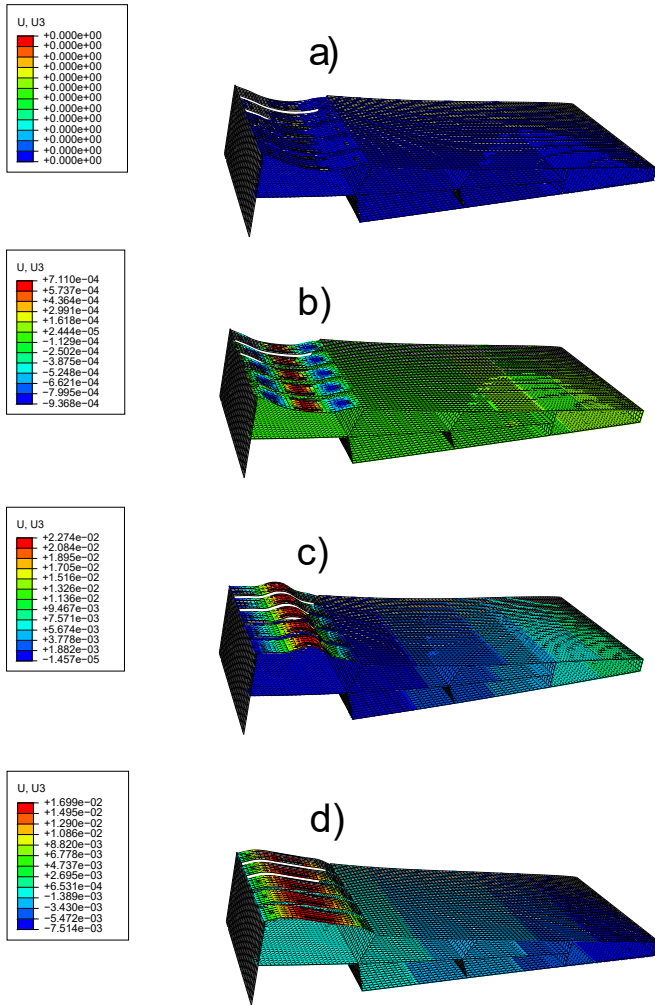 U, U3
+0.000e+00
+0.000e+00
+0.000e+00
+0.000e+00
+0.000e+00
+0.000e+00
+0.000e+00
+0.000e+00
+0.000e+00
+0.000e+00
+0.000e+00
+0.000e+00
+0.000e+00
a)
U, U3
+7.110e−04
+5.737e−04
+4.364e−04
+2.991e−04
+1.618e−04
+2.444e−05
−1.129e−04
−2.502e−04
−3.875e−04
−5.248e−04
−6.621e−04
−7.995e−04
−9.368e−04
b)
U, U3
+2.274e−02
+2.084e−02
+1.895e−02
+1.705e−02
+1.516e−02
+1.326e−02
+1.136e−02
+9.467e−03
+7.571e−03
+5.674e−03
+3.778e−03
+1.882e−03
−1.457e−05
c)
U, U3
+1.699e−02
+1.495e−02
+1.290e−02
+1.086e−02
+8.820e−03
+6.778e−03
+4.737e−03
+2.695e−03
+6.531e−04
−1.389e−03
−3.430e−03
−5.472e−03
−7.514e−03
d)